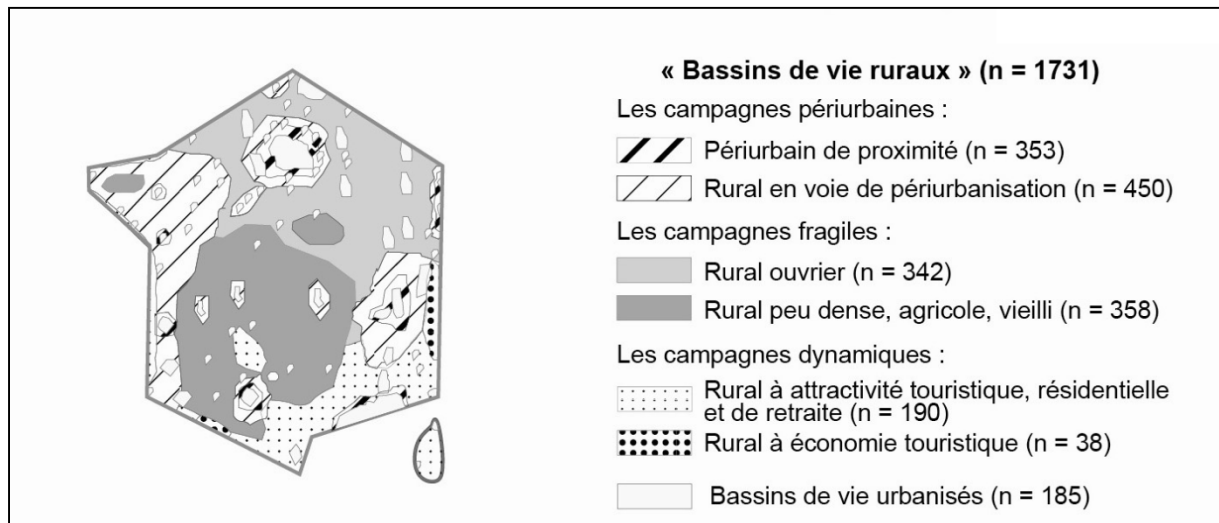 « Bassins de vie ruraux » (n = 1731)
Les campagnes périurbaines :
Périurbain de proximité (n = 353)
Rural en voie de périurbanisation (n = 450)
Les campagnes fragiles :
Rural ouvrier (n = 342)
Rural peu dense, agricole, vieilli (n = 358)
Les campagnes dynamiques :
Rural à attractivité touristique, résidentielle
et de retraite (n = 190)
Rural à économie touristique (n = 38)
Bassins de vie urbanisés (n = 185)